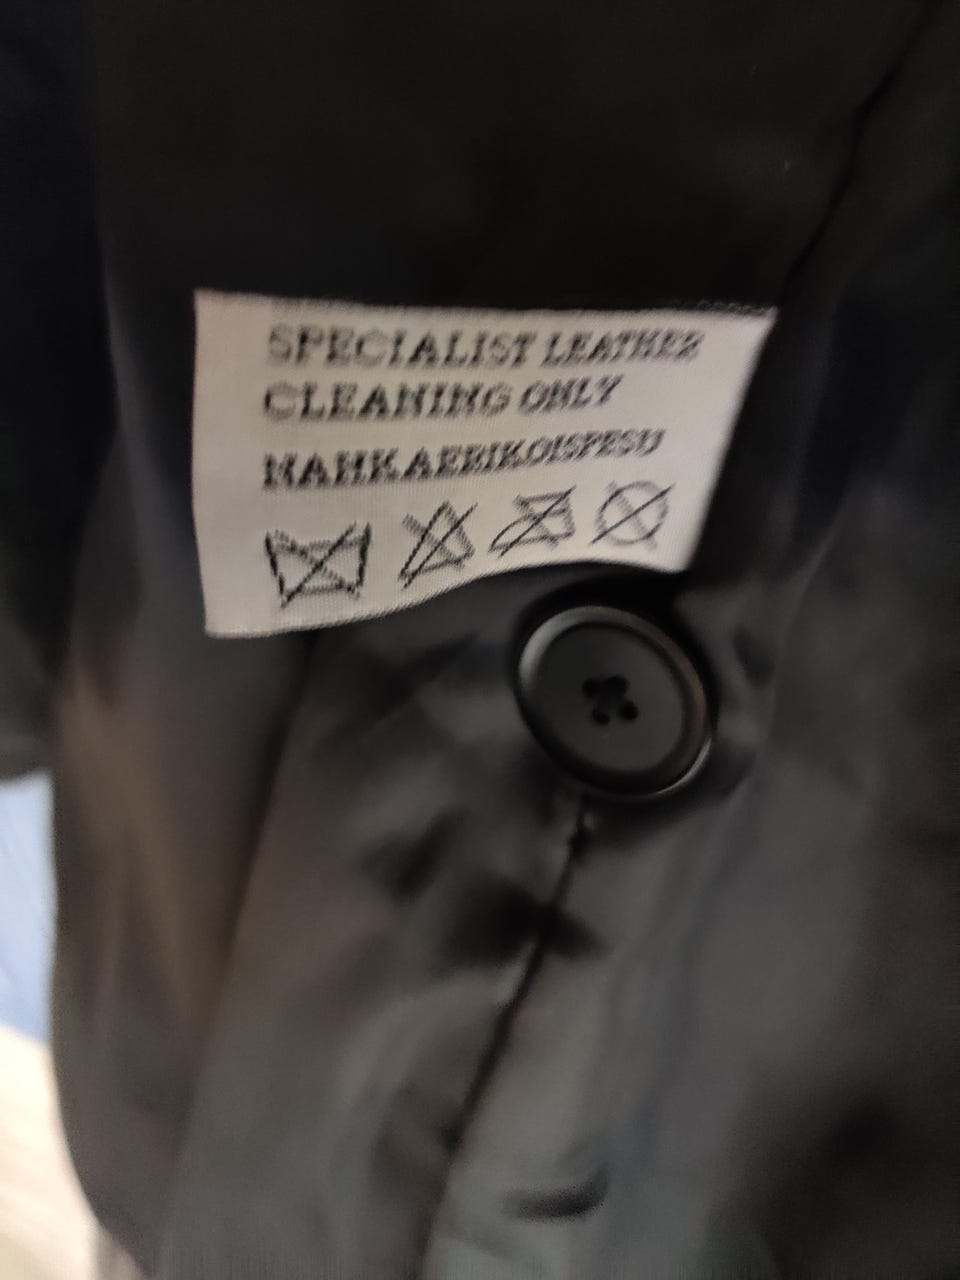 SPECIALIST LEATHER
CLEANING ONLY
NAHKAERIKOISPESU